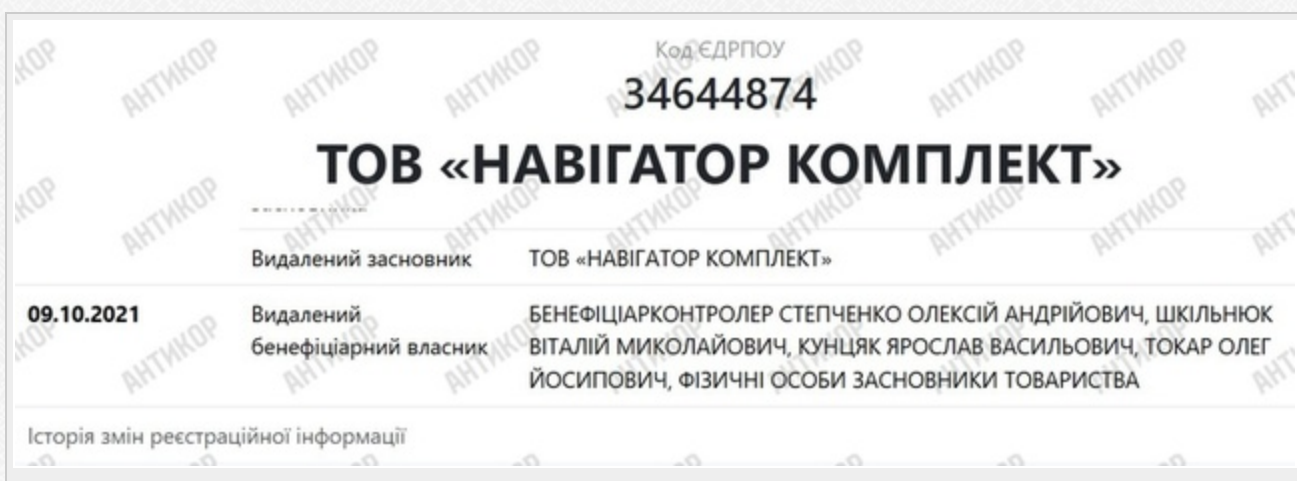 Код ЄДРПОУ
34644874
ТОВ «НАВІГАТОР КОМПЛЕКТ»
Видалений засновник ТОВ «НАВІГАТОР КОМПЛЕКТ»
09.10.2021 Видалений бенефіціарний власник БЕНЕФІЦІАРКОНТРОЛЕР СТЕПЧЕНКО ОЛЕКСІЙ АНДРІЙОВИЧ, ШКІЛЬНЮК
ВІТАЛІЙ МИКОЛАЙОВИЧ, КУНЦЯК ЯРОСЛАВ ВАСИЛЬОВИЧ, ТОКАР ОЛЕГ
ЙОСИПОВИЧ, ФІЗИЧНІ ОСОБИ ЗАСНОВНИКИ ТОВАРИСТВА
Історія змін реєстраційної інформації
АНТИКОР